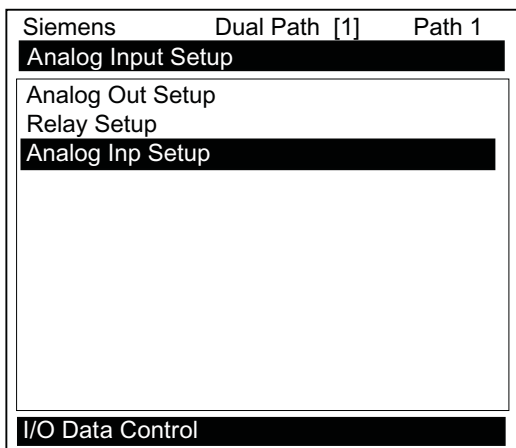 Siemens Dual Path [1] Path 1
Analog Input Setup
Analog Out Setup
Relay Setup
Analog Inp Setup
I/O Data Control